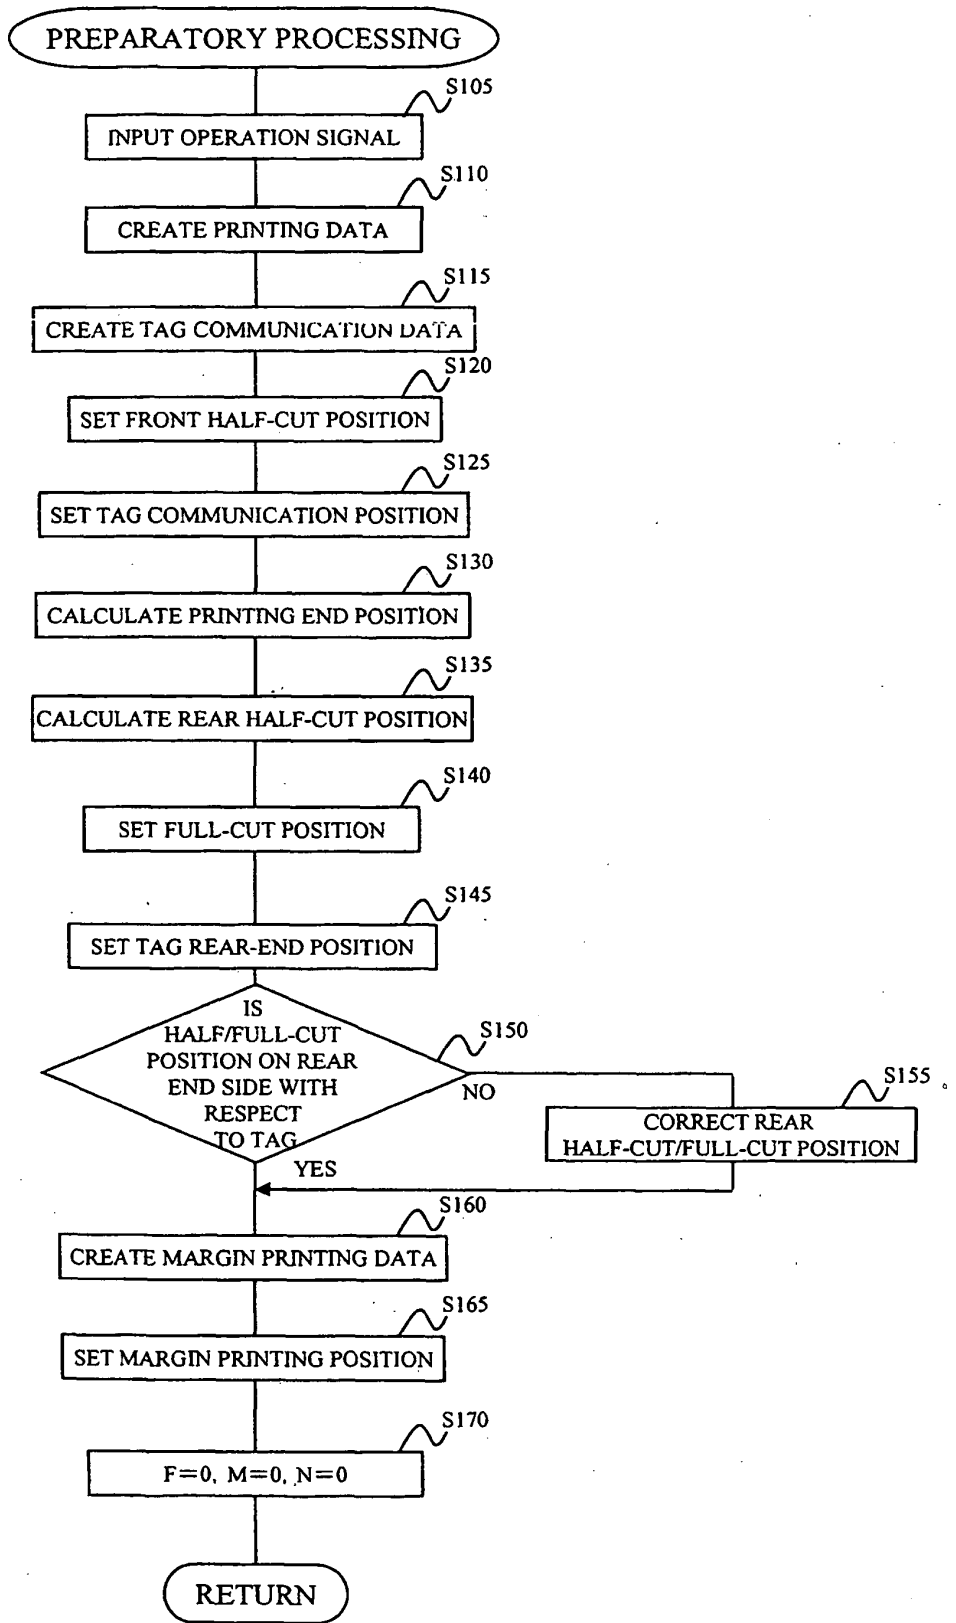 PREPARATORY PROCESSING
S105
INPUT OPERATION SIGNAL
S110
CREATE PRINTING DATA
S115
CREATE TAG COMMUNICATION DATA
S120
SET FRONT HALF-CUT POSITION
S125
SET TAG COMMUNICATION POSITION
S130
CALCULATE PRINTING END POSITION
S135
CALCULATE REAR HALF-CUT POSITION
S140
SET FULL-CUT POSITION
S145
SET TAG REAR-END POSITION
S150
IS
HALF/FULL-CUT
POSITION ON REAR
END SIDE WITH
RESPECT
TO TAG
NO
S155
CORRECT REAR
HALF-CUT/FULL-CUT POSITION
YES
S160
CREATE MARGIN PRINTING DATA
S165
SET MARGIN PRINTING POSITION
S170
F=0, M=0, N=0
RETURN